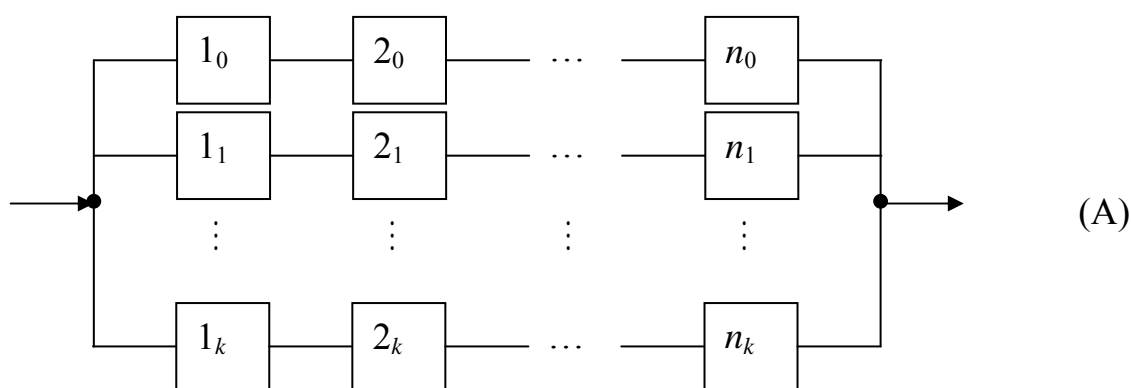 1₀ 2₀ … n₀
1₁ 2₁ … n₁
(A)
⋮ ⋮ ⋮ ⋮
1ₖ 2ₖ … nₖ